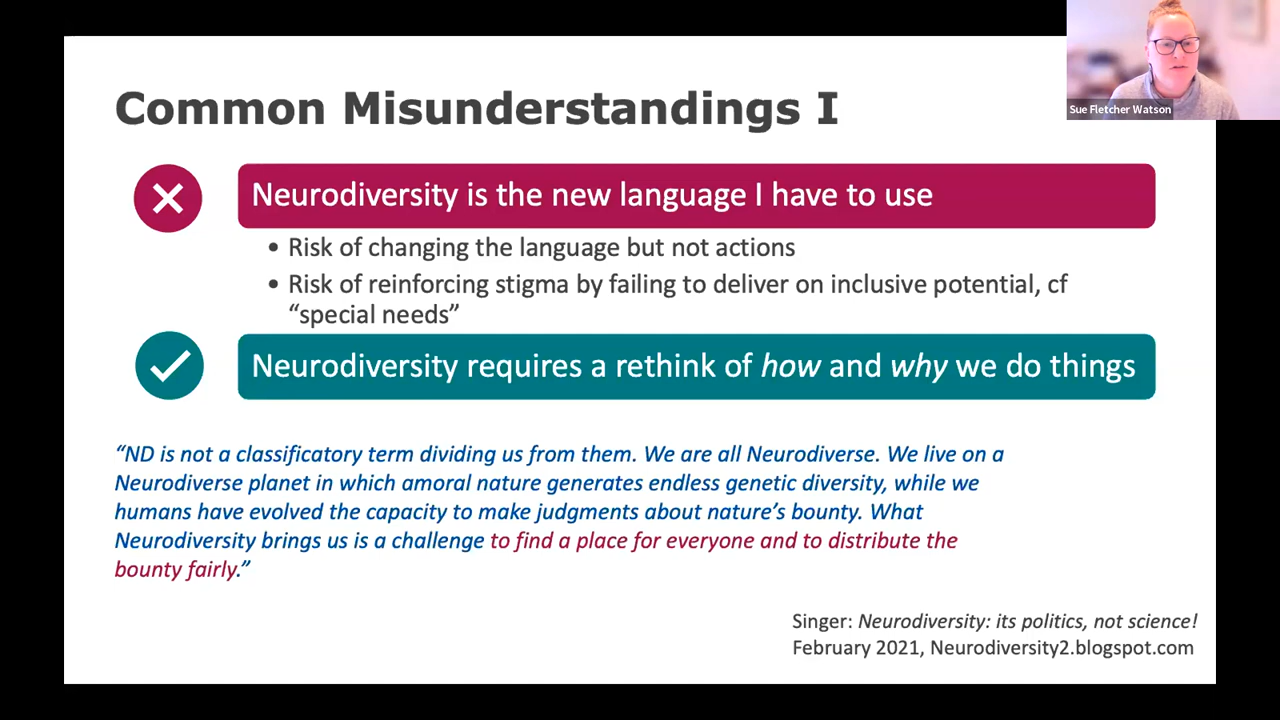 Common Misunderstandings I
Sue Fletcher Watson
Neurodiversity is the new language I have to use
• Risk of changing the language but not actions
• Risk of reinforcing stigma by failing to deliver on inclusive potential, cf
“special needs”
Neurodiversity requires a rethink of how and why we do things
“ND is not a classificatory term dividing us from them. We are all Neurodiverse. We live on a
Neurodiverse planet in which amoral nature generates endless genetic diversity, while we
humans have evolved the capacity to make judgments about nature’s bounty. What
Neurodiversity brings us is a challenge to find a place for everyone and to distribute the
bounty fairly.”
Singer: Neurodiversity: its politics, not science!
February 2021, Neurodiversity2.blogspot.com